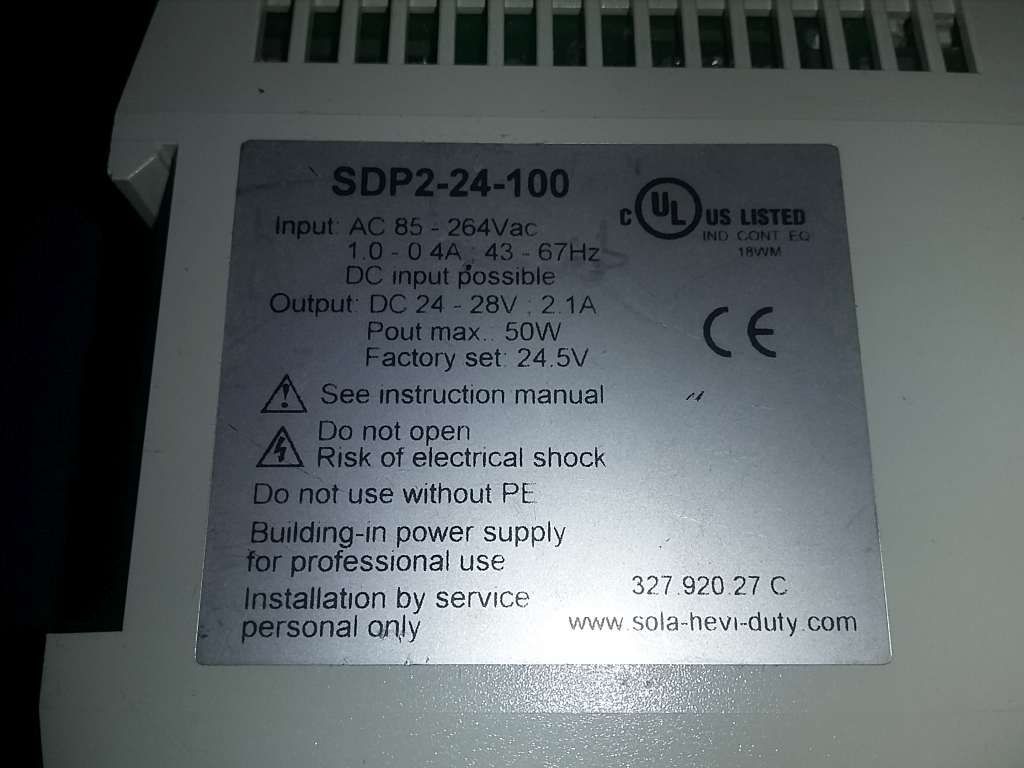 SDP2-24-100
Input: AC 85 - 264Vac
1.0 - 0.4A ; 43 - 67Hz
DC input possible
Output: DC 24 - 28V ; 2.1A
Pout max.: 50W
Factory set: 24.5V
C UL US LISTED
IND CONT EQ
18WM
CE
See instruction manual
Do not open
Risk of electrical shock
Do not use without PE
Building-in power supply
for professional use
Installation by service
personal only
327.920.27 C
www.sola-hevi-duty.com